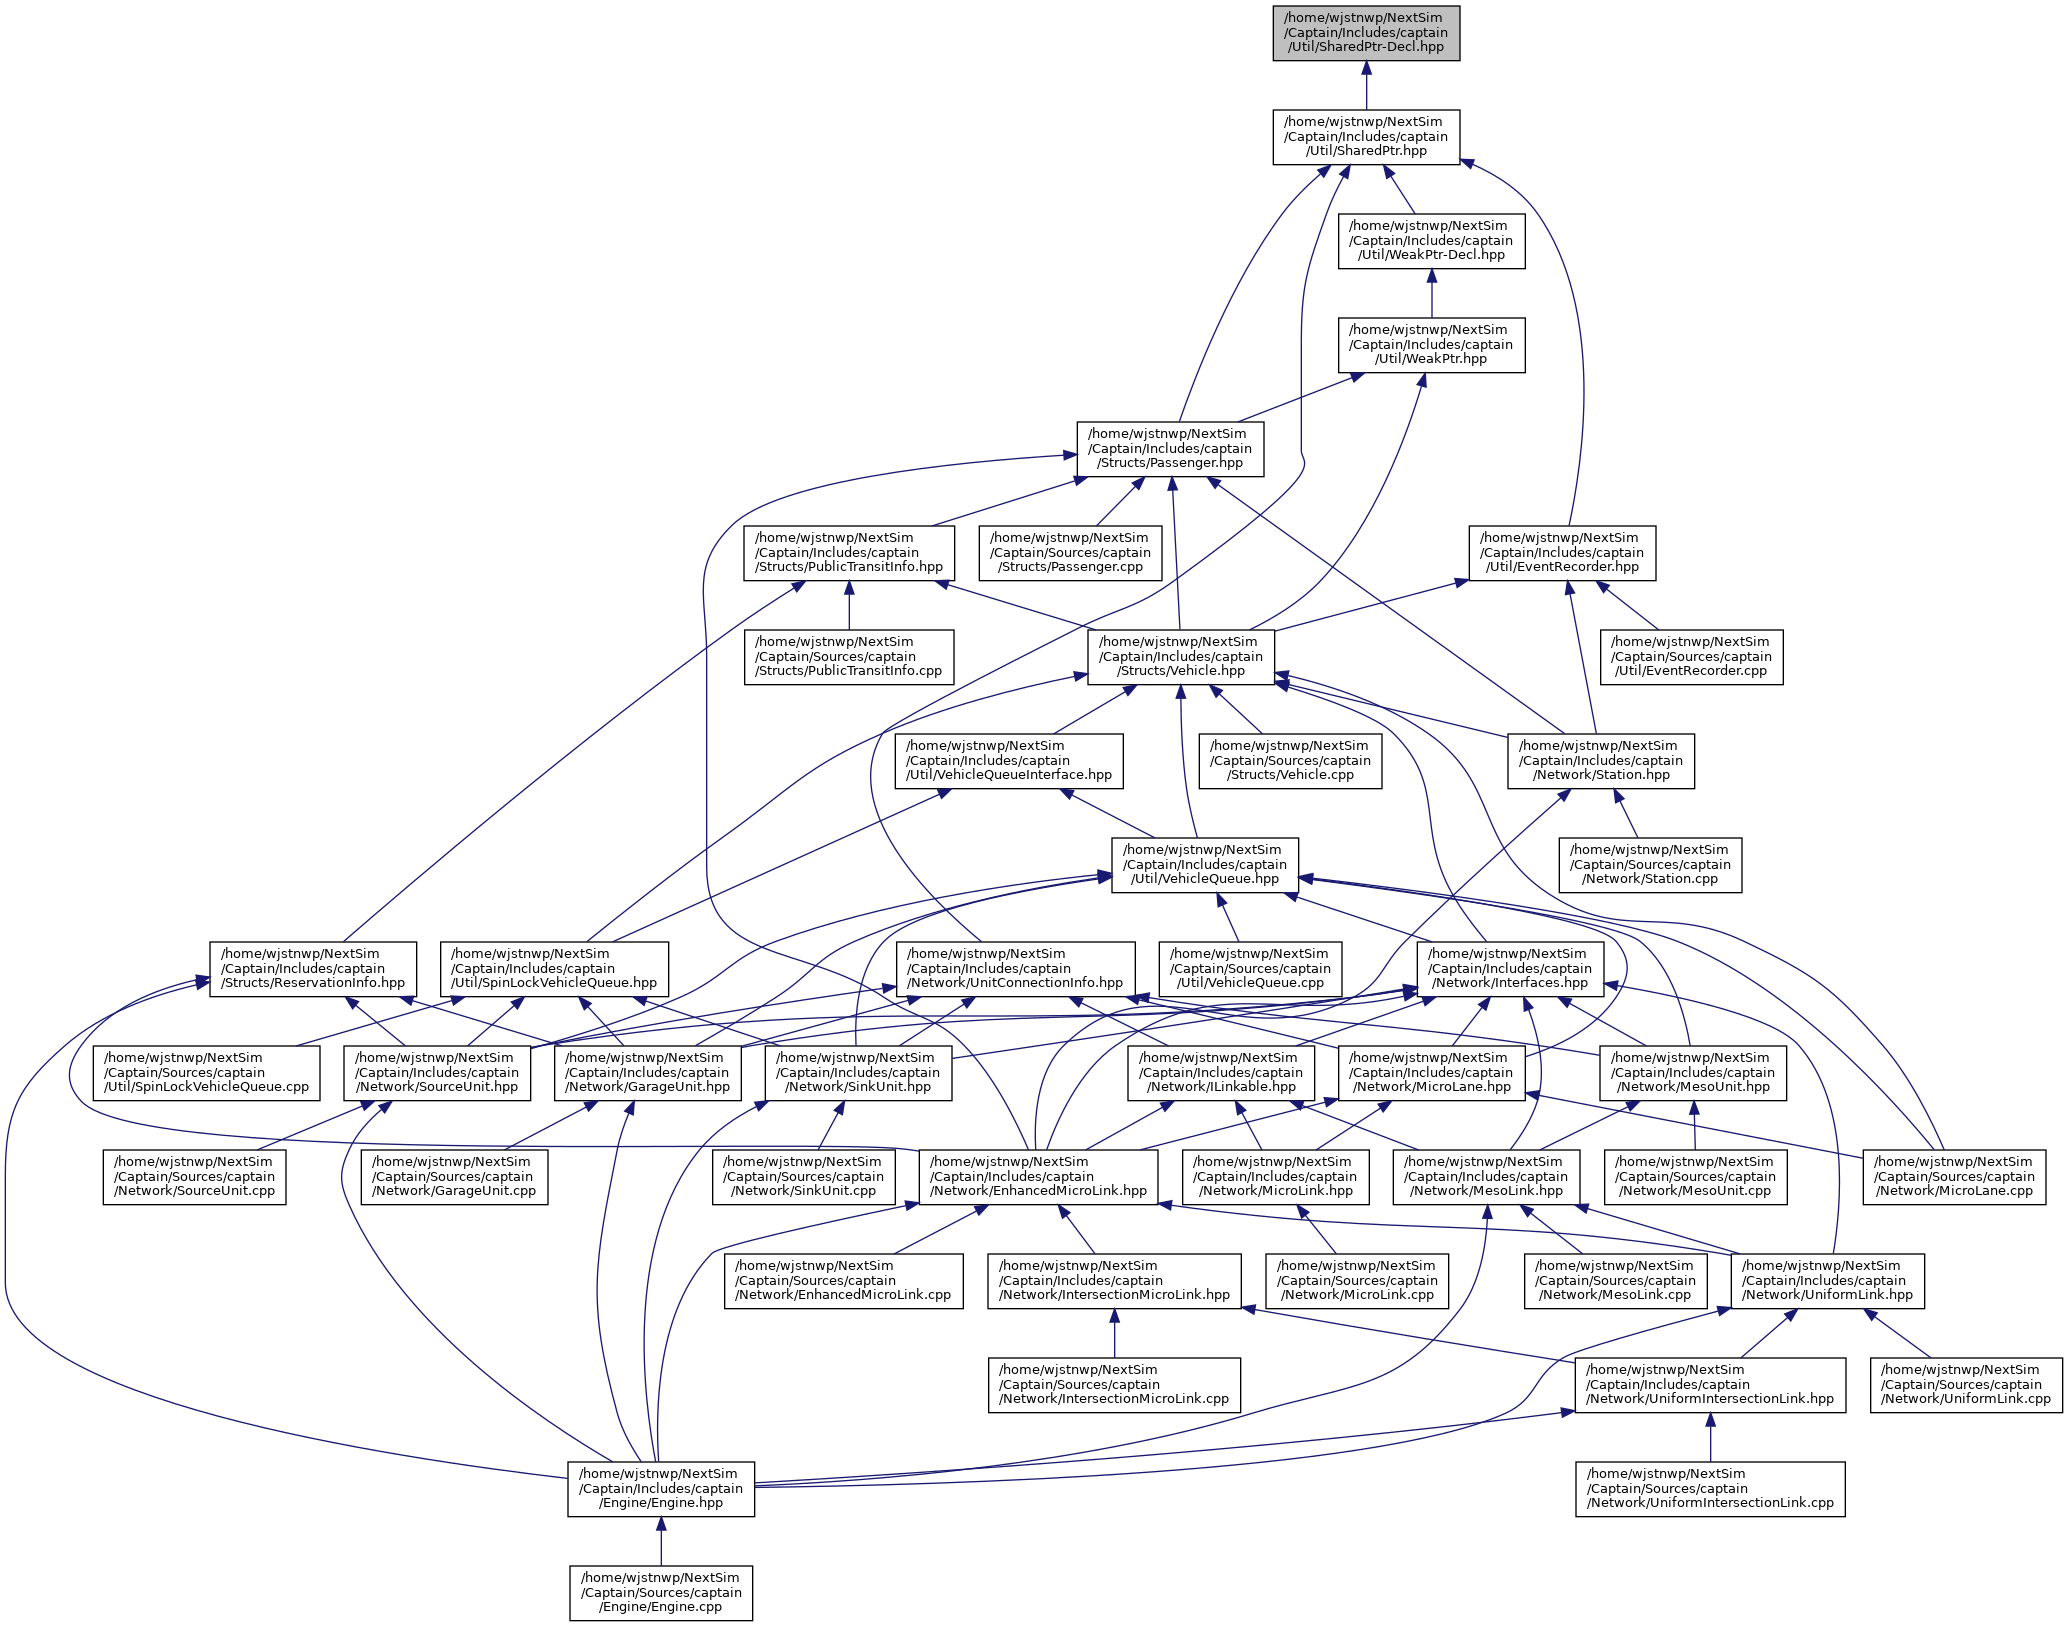 /home/wjstnwp/NextSim
/Captain/Includes/captain
/Util/SharedPtr-Decl.hpp
/home/wjstnwp/NextSim
/Captain/Includes/captain
/Util/SharedPtr.hpp
/home/wjstnwp/NextSim
/Captain/Includes/captain
/Util/WeakPtr-Decl.hpp
/home/wjstnwp/NextSim
/Captain/Includes/captain
/Util/WeakPtr.hpp
/home/wjstnwp/NextSim
/Captain/Includes/captain
/Structs/Passenger.hpp
/home/wjstnwp/NextSim
/Captain/Includes/captain
/Structs/PublicTransitInfo.hpp
/home/wjstnwp/NextSim
/Captain/Sources/captain
/Structs/Passenger.cpp
/home/wjstnwp/NextSim
/Captain/Includes/captain
/Util/EventRecorder.hpp
/home/wjstnwp/NextSim
/Captain/Sources/captain
/Structs/PublicTransitInfo.cpp
/home/wjstnwp/NextSim
/Captain/Includes/captain
/Structs/Vehicle.hpp
/home/wjstnwp/NextSim
/Captain/Sources/captain
/Util/EventRecorder.cpp
/home/wjstnwp/NextSim
/Captain/Includes/captain
/Util/VehicleQueueInterface.hpp
/home/wjstnwp/NextSim
/Captain/Sources/captain
/Structs/Vehicle.cpp
/home/wjstnwp/NextSim
/Captain/Includes/captain
/Network/Station.hpp
/home/wjstnwp/NextSim
/Captain/Includes/captain
/Util/VehicleQueue.hpp
/home/wjstnwp/NextSim
/Captain/Sources/captain
/Network/Station.cpp
/home/wjstnwp/NextSim
/Captain/Includes/captain
/Structs/ReservationInfo.hpp
/home/wjstnwp/NextSim
/Captain/Includes/captain
/Util/SpinLockVehicleQueue.hpp
/home/wjstnwp/NextSim
/Captain/Includes/captain
/Network/UnitConnectionInfo.hpp
/home/wjstnwp/NextSim
/Captain/Sources/captain
/Util/VehicleQueue.cpp
/home/wjstnwp/NextSim
/Captain/Includes/captain
/Network/Interfaces.hpp
/home/wjstnwp/NextSim
/Captain/Sources/captain
/Util/SpinLockVehicleQueue.cpp
/home/wjstnwp/NextSim
/Captain/Includes/captain
/Network/SourceUnit.hpp
/home/wjstnwp/NextSim
/Captain/Includes/captain
/Network/GarageUnit.hpp
/home/wjstnwp/NextSim
/Captain/Includes/captain
/Network/SinkUnit.hpp
/home/wjstnwp/NextSim
/Captain/Includes/captain
/Network/ILinkable.hpp
/home/wjstnwp/NextSim
/Captain/Includes/captain
/Network/MicroLane.hpp
/home/wjstnwp/NextSim
/Captain/Includes/captain
/Network/MesoUnit.hpp
/home/wjstnwp/NextSim
/Captain/Sources/captain
/Network/SourceUnit.cpp
/home/wjstnwp/NextSim
/Captain/Sources/captain
/Network/GarageUnit.cpp
/home/wjstnwp/NextSim
/Captain/Sources/captain
/Network/SinkUnit.cpp
/home/wjstnwp/NextSim
/Captain/Includes/captain
/Network/EnhancedMicroLink.hpp
/home/wjstnwp/NextSim
/Captain/Includes/captain
/Network/MicroLink.hpp
/home/wjstnwp/NextSim
/Captain/Includes/captain
/Network/MesoLink.hpp
/home/wjstnwp/NextSim
/Captain/Sources/captain
/Network/MesoUnit.cpp
/home/wjstnwp/NextSim
/Captain/Sources/captain
/Network/MicroLane.cpp
/home/wjstnwp/NextSim
/Captain/Sources/captain
/Network/EnhancedMicroLink.cpp
/home/wjstnwp/NextSim
/Captain/Includes/captain
/Network/IntersectionMicroLink.hpp
/home/wjstnwp/NextSim
/Captain/Sources/captain
/Network/MicroLink.cpp
/home/wjstnwp/NextSim
/Captain/Sources/captain
/Network/MesoLink.cpp
/home/wjstnwp/NextSim
/Captain/Includes/captain
/Network/UniformLink.hpp
/home/wjstnwp/NextSim
/Captain/Sources/captain
/Network/IntersectionMicroLink.cpp
/home/wjstnwp/NextSim
/Captain/Includes/captain
/Network/UniformIntersectionLink.hpp
/home/wjstnwp/NextSim
/Captain/Sources/captain
/Network/UniformLink.cpp
/home/wjstnwp/NextSim
/Captain/Includes/captain
/Engine/Engine.hpp
/home/wjstnwp/NextSim
/Captain/Sources/captain
/Network/UniformIntersectionLink.cpp
/home/wjstnwp/NextSim
/Captain/Sources/captain
/Engine/Engine.cpp